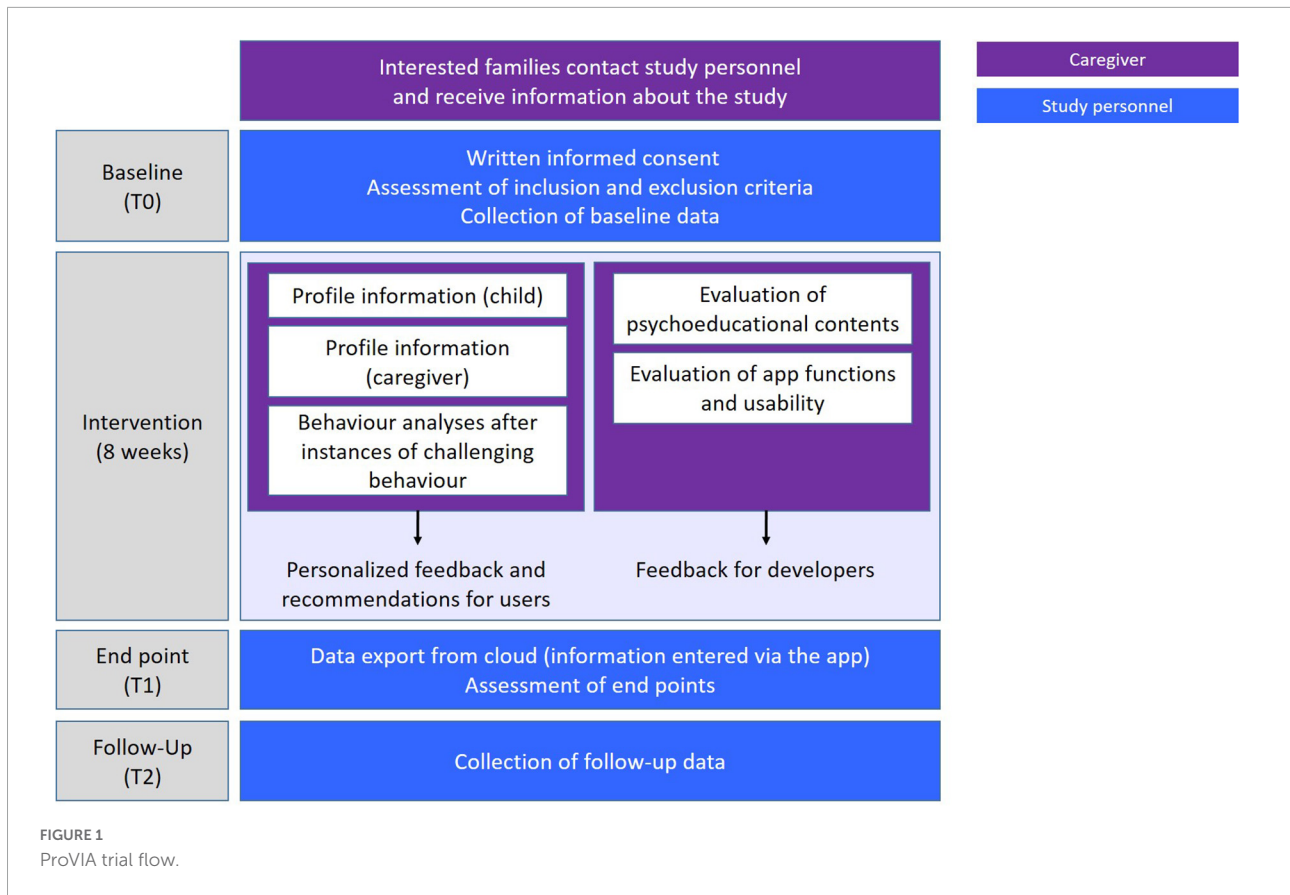 Interested families contact study personnel
and receive information about the study
Caregiver
Study personnel
Baseline
(T0)
Written informed consent
Assessment of inclusion and exclusion criteria
Collection of baseline data
Intervention
(8 weeks)
Profile information (child)
Profile information
(caregiver)
Behaviour analyses after
instances of challenging
behaviour
Evaluation of
psychoeducational contents
Evaluation of app functions
and usability
Personalized feedback and
recommendations for users
Feedback for developers
End point
(T1)
Data export from cloud (information entered via the app)
Assessment of end points
Follow-Up
(T2)
Collection of follow-up data
FIGURE 1
ProVIA trial flow.